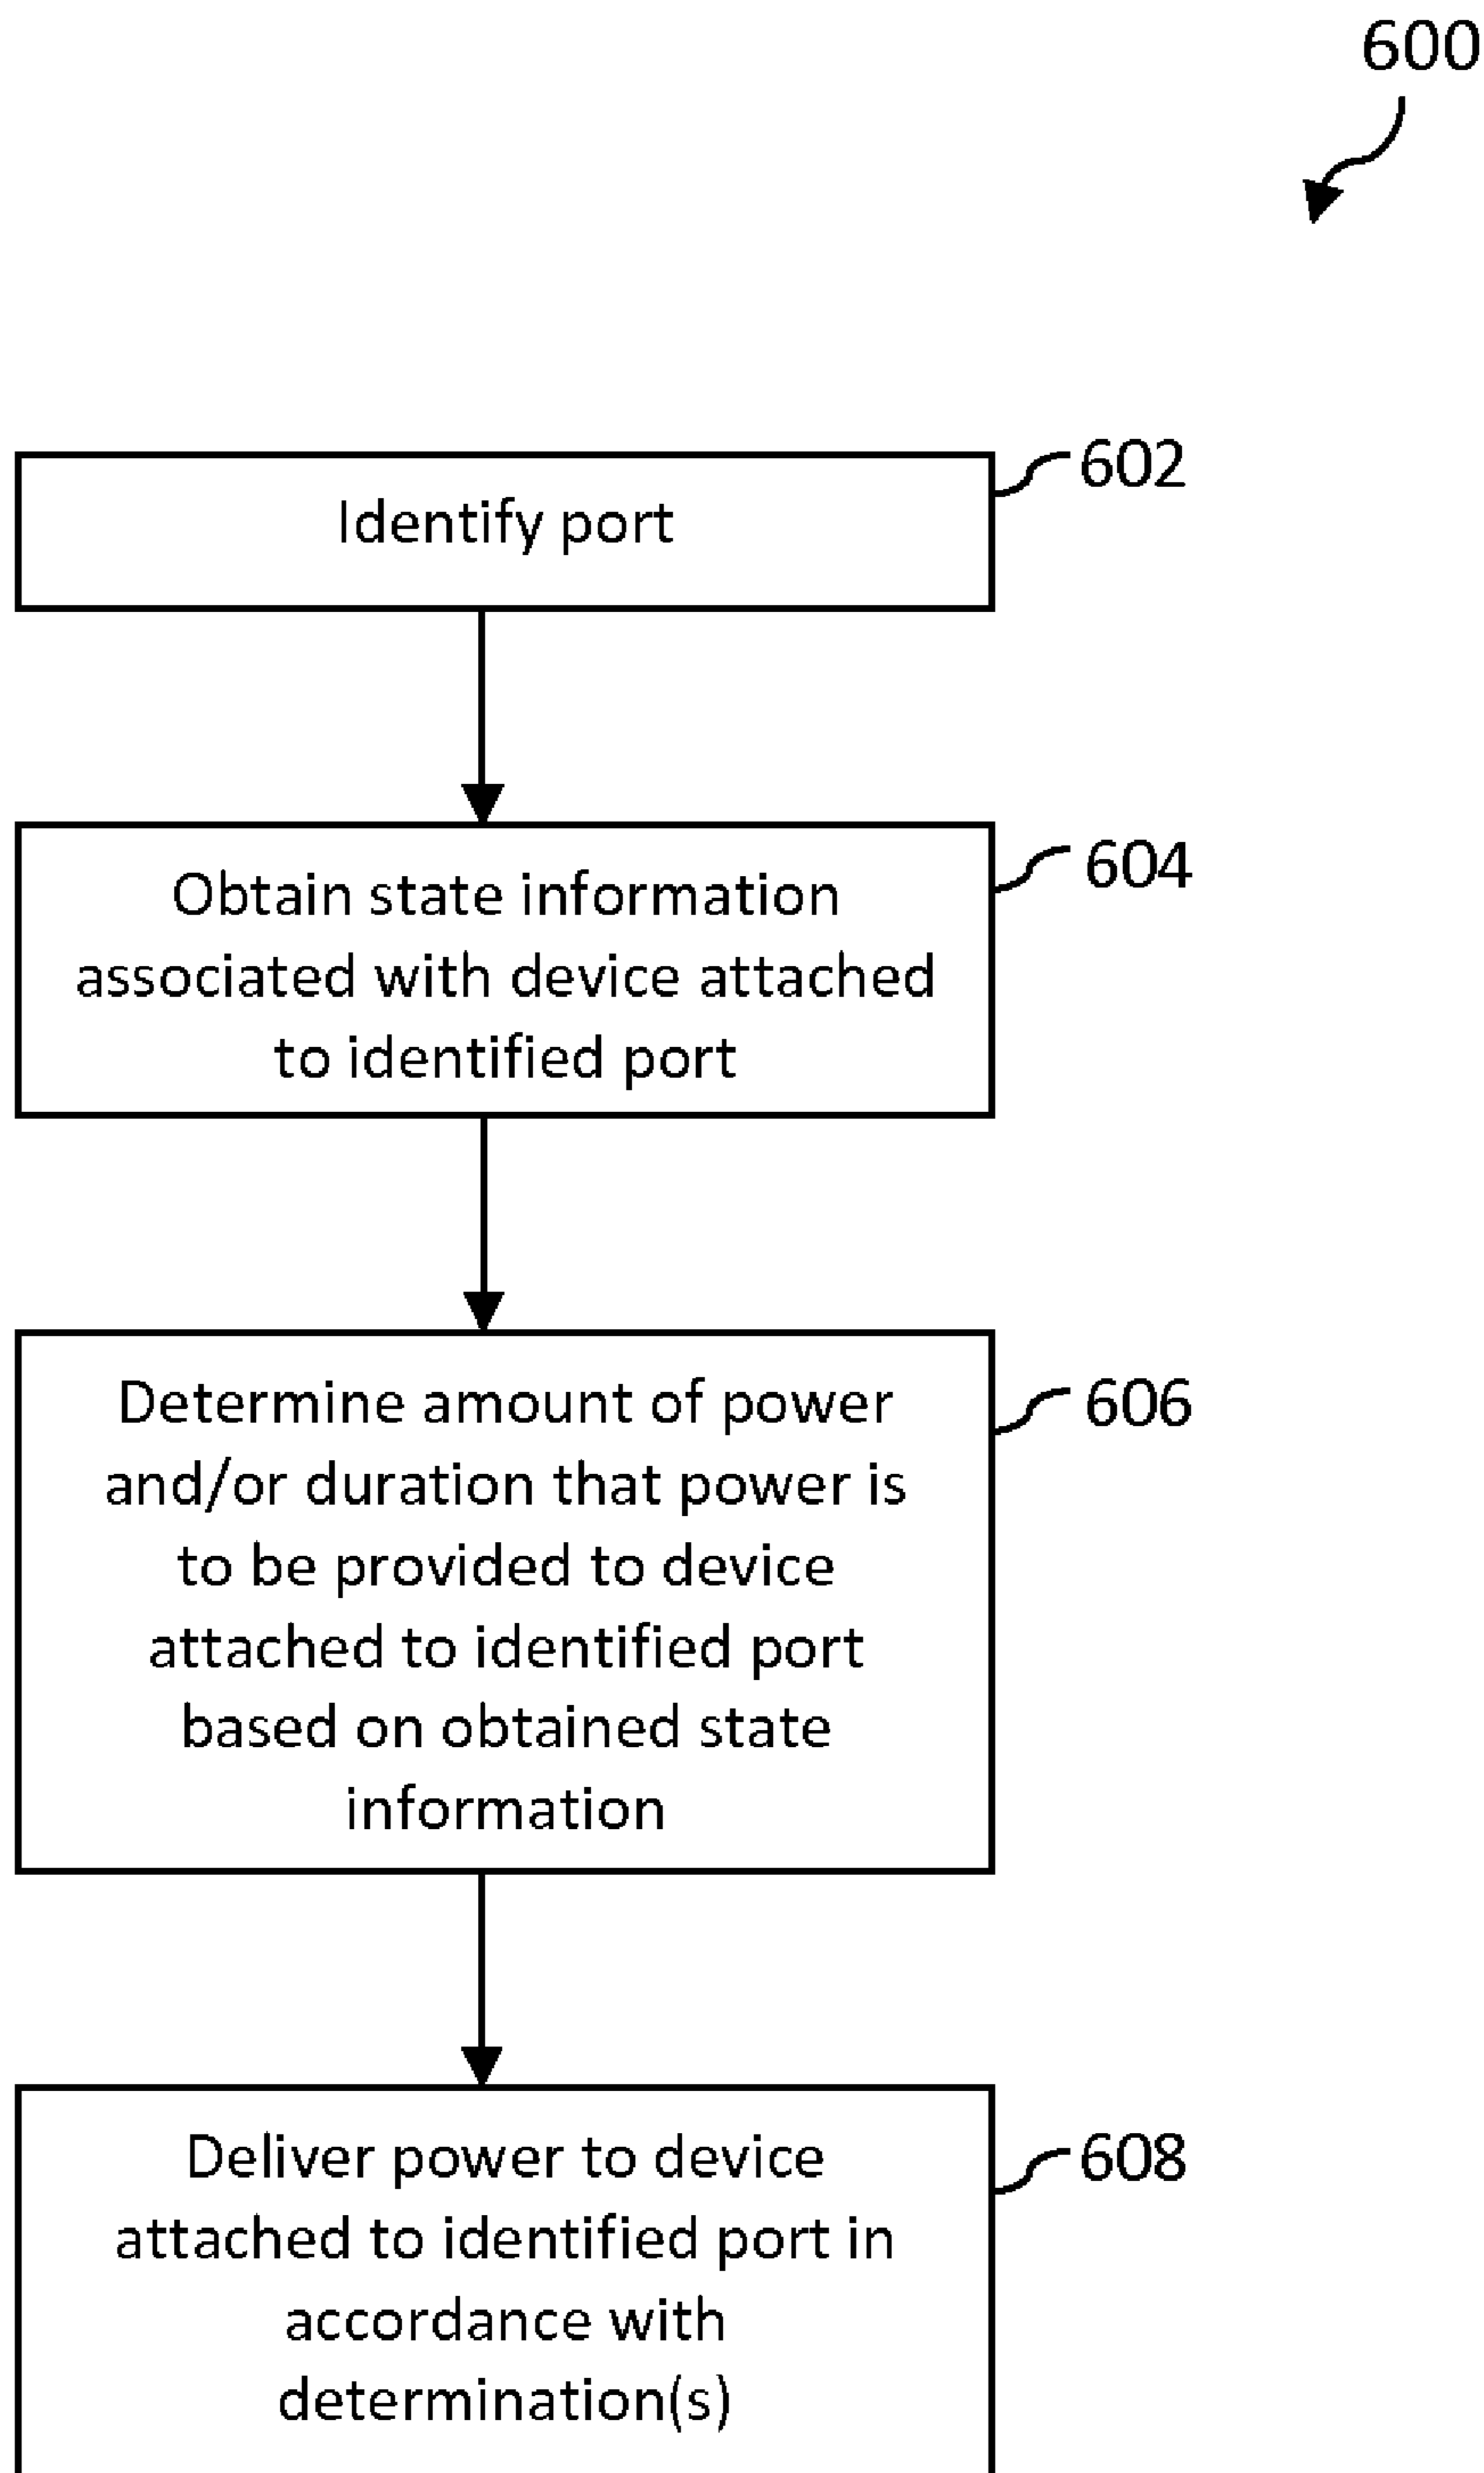 600
602
Identify port
604
Obtain state information
associated with device attached
to identified port
606
Determine amount of power
and/or duration that power is
to be provided to device
attached to identified port
based on obtained state
information
608
Deliver power to device
attached to identified port in
accordance with
determination(s)